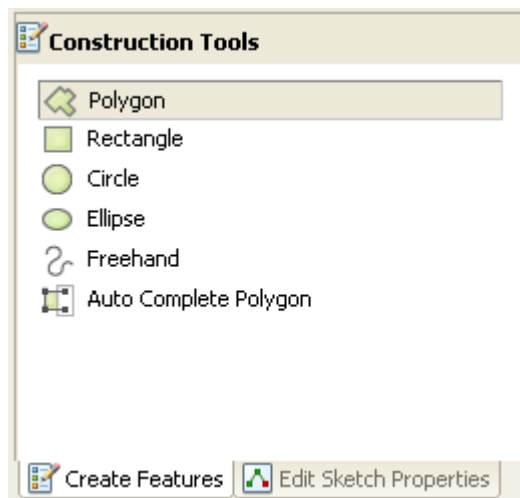 Construction Tools
Polygon
Rectangle
Circle
Ellipse
Freehand
Auto Complete Polygon
Create Features Edit Sketch Properties